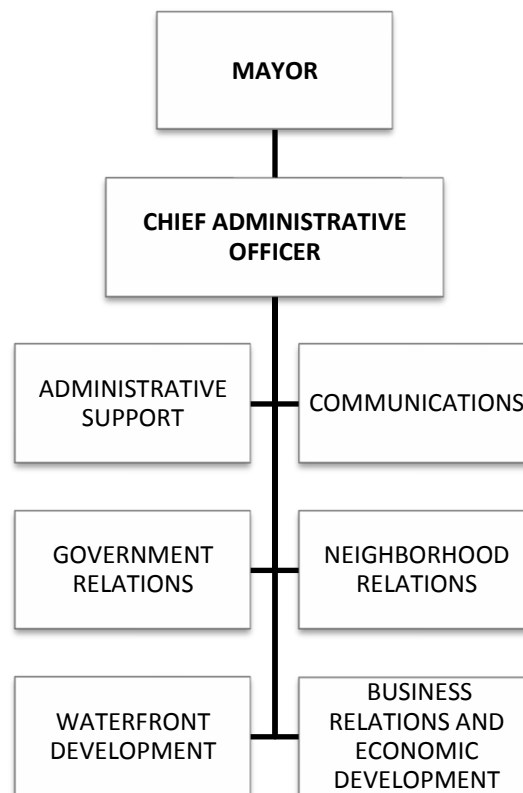 MAYOR
CHIEF ADMINISTRATIVE
OFFICER
ADMINISTRATIVE
SUPPORT
COMMUNICATIONS
GOVERNMENT
RELATIONS
NEIGHBORHOOD
RELATIONS
WATERFRONT
DEVELOPMENT
BUSINESS
RELATIONS AND
ECONOMIC
DEVELOPMENT